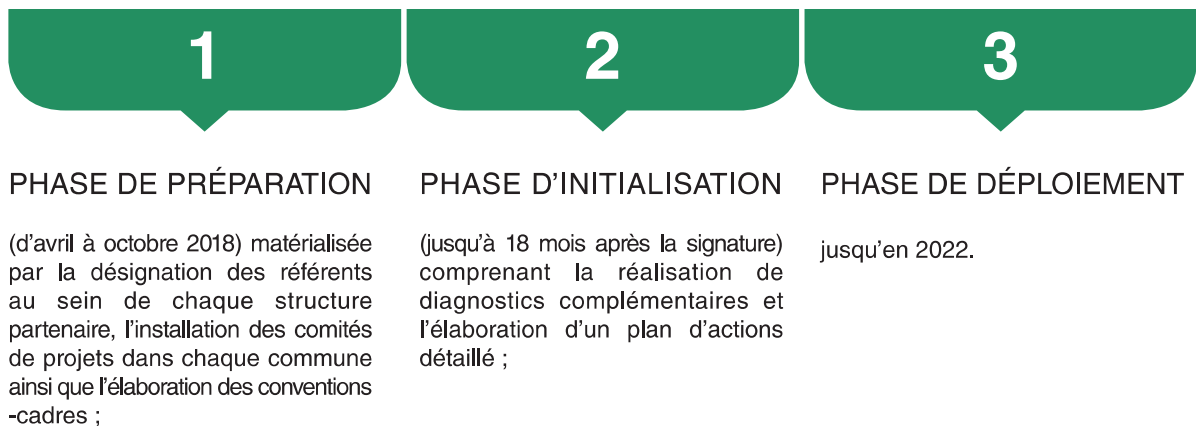 1
PHASE DE PRÉPARATION
(d'avril à octobre 2018) matérialisée
par la désignation des référents
au sein de chaque structure
partenaire, l'installation des comités
de projets dans chaque commune
ainsi que l'élaboration des conventions
-cadres ;
2
PHASE D'INITIALISATION
(jusqu'à 18 mois après la signature)
comprenant la réalisation de
diagnostics complémentaires et
l'élaboration d'un plan d'actions
détaillé ;
3
PHASE DE DÉPLOIEMENT
jusqu'en 2022.